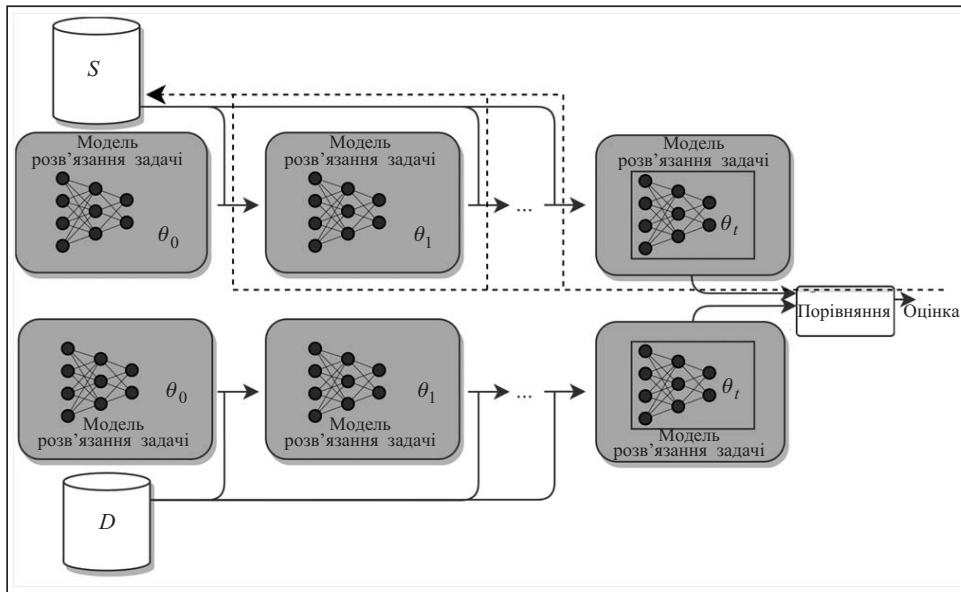 S
Модель
розв’язання задачі
θ0
Модель
розв’язання задачі
θ1
...
Модель
розв’язання задачі
θt
Порівняння
Оцінка
θ0
Модель
розв’язання задачі
θ1
Модель
розв’язання задачі
...
θt
Модель
розв’язання задачі
D